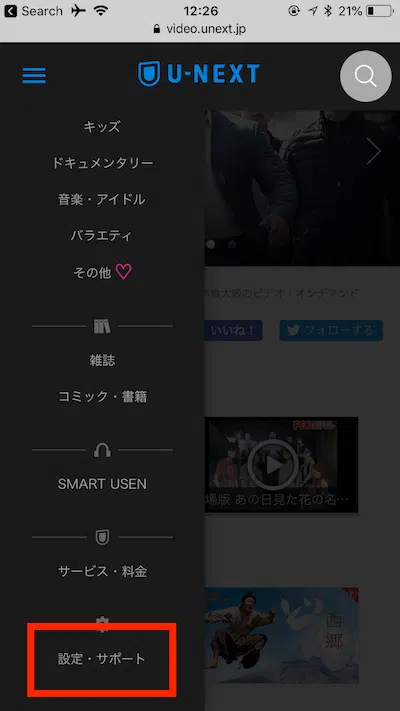 Search 12:26 21%
video.unext.jp
U-NEXT
キッズ
ドキュメンタリー
音楽・アイドル
バラエティ
その他♡
大級のビデオ・オンデマンド
いいね！ フォローする
雑誌
コミック・書籍
SMART USEN
場版 あの日見た花の名…
サービス・料金
西郷
設定・サポート